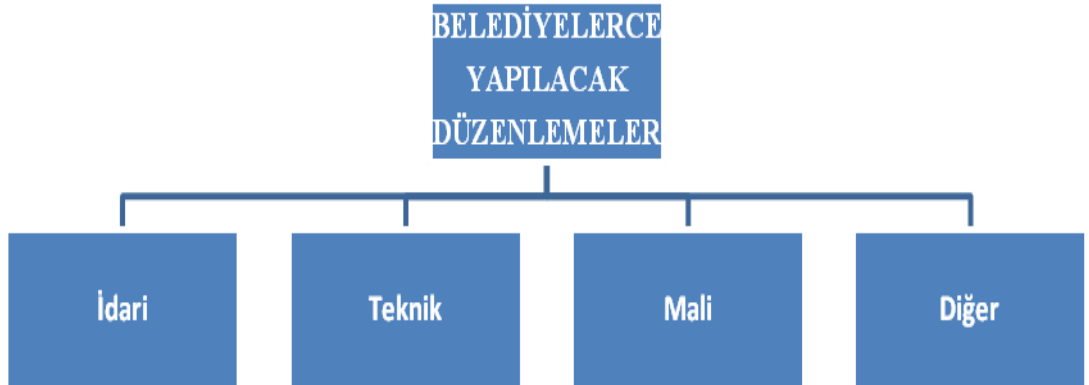 BELEDİYELERCE
YAPILACAK
DÜZENLEMELER
İdari
Teknik
Mali
Diğer